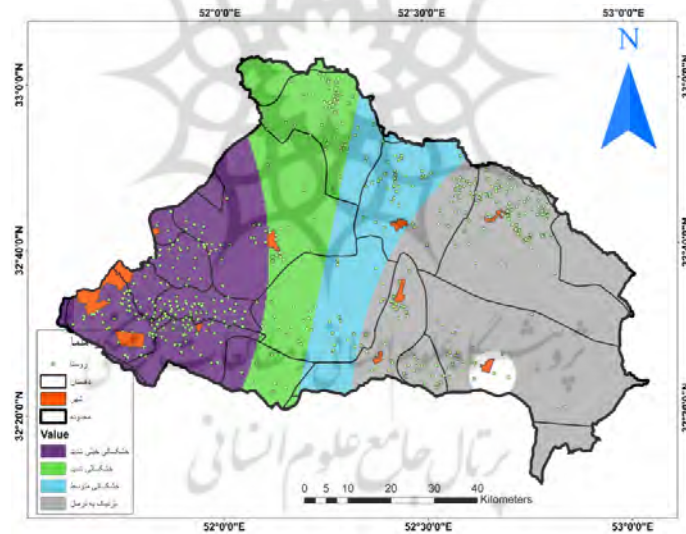 52°0'0"E 52°30'0"E 53°0'0"E
N
33°0'0"N
32°40'0"N
32°20'0"N
روستا
دهستان
شهر
محدوده
Value
خشکسالی خیلی شدید
خشکسالی شدید
خشکسالی متوسط
نزدیک به نرمال
پرتال جامع علوم انسانی
0 5 10 20 30 40
Kilometers
52°0'0"E 52°30'0"E 53°0'0"E